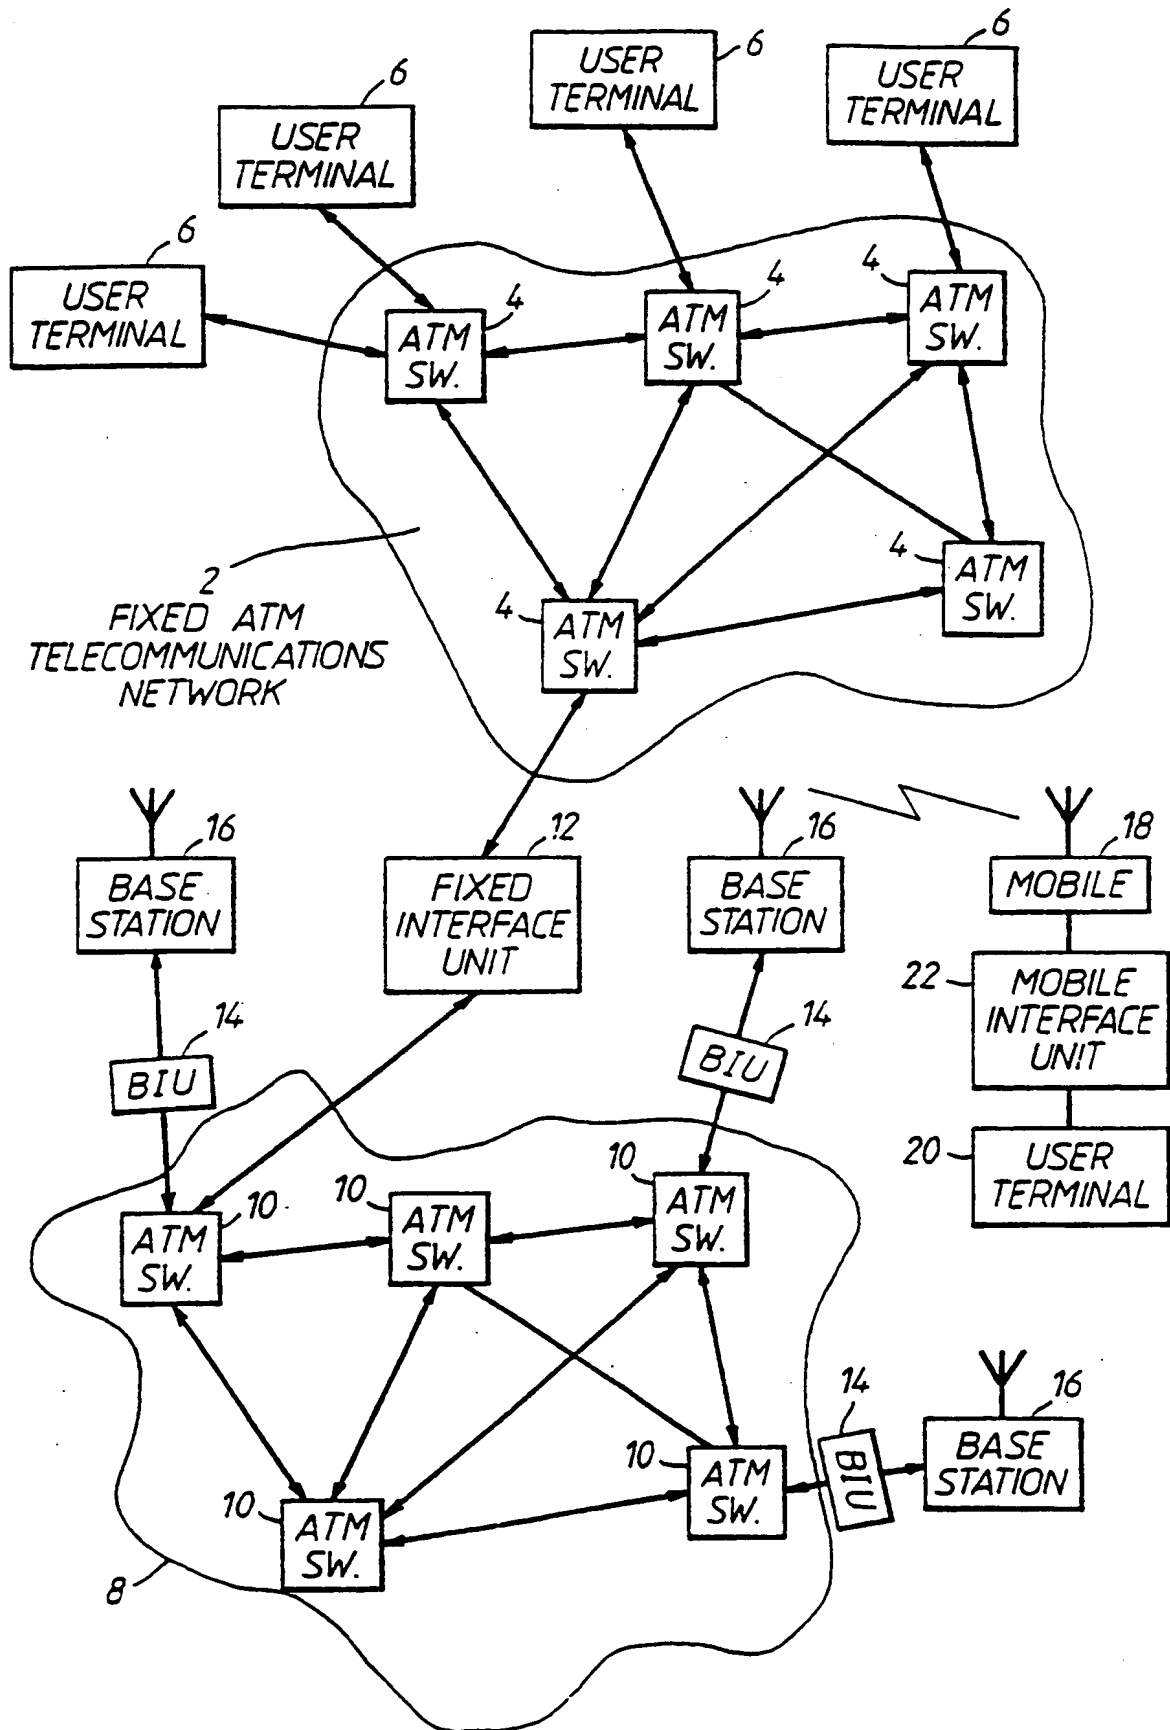 6
USER
TERMINAL
6
USER
TERMINAL
6
USER
TERMINAL
6
USER
TERMINAL
4
ATM
SW.
4
ATM
SW.
4
ATM
SW.
4
ATM
SW.
4
ATM
SW.
2
FIXED ATM
TELECOMMUNICATIONS
NETWORK
16
BASE
STATION
12
FIXED
INTERFACE
UNIT
16
BASE
STATION
18
MOBILE
22
MOBILE
INTERFACE
UNIT
20
USER
TERMINAL
14
BIU
14
BIU
10
ATM
SW.
10
ATM
SW.
10
ATM
SW.
10
ATM
SW.
10
ATM
SW.
14
BIU
16
BASE
STATION
8